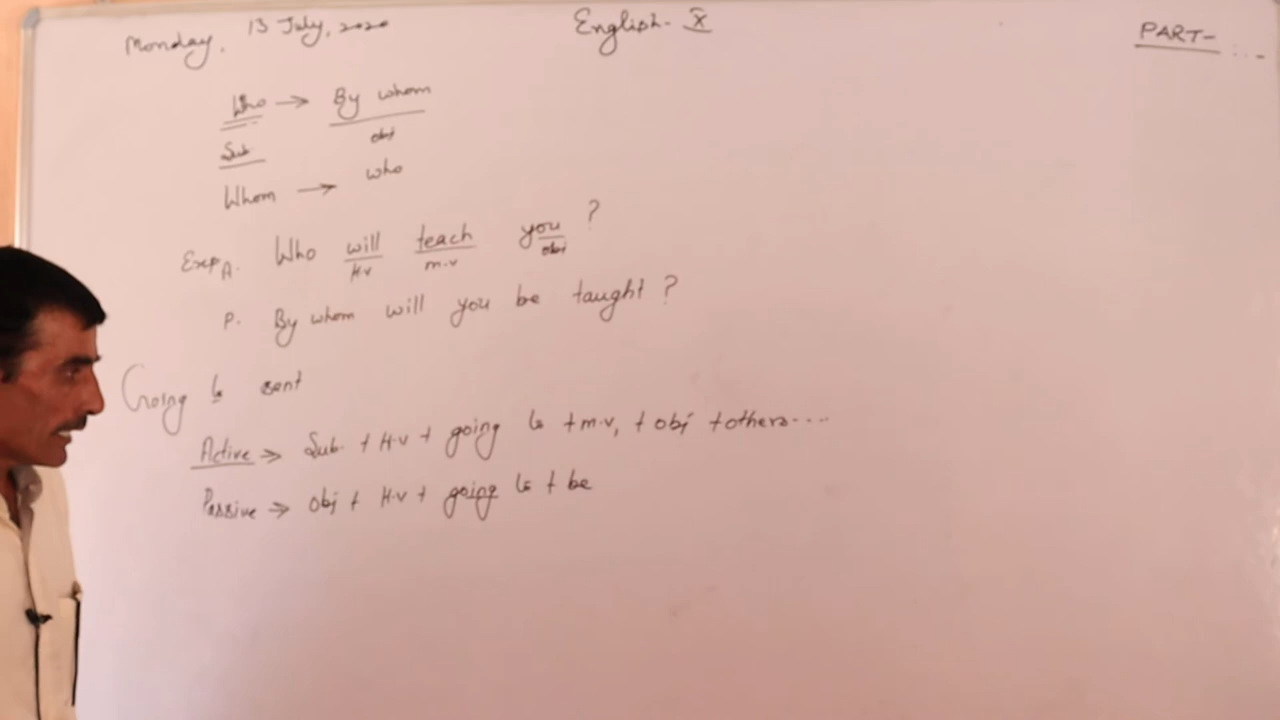 Monday, 13 July, 2020 English- X PART-
Who → By whom
Sub obj
Whom → who
Exp A. Who will teach you ?
H.v m.v obj
P. By whom will you be taught ?
Going to sent
Active ⇒ Sub. + H.v + going to + m.v, + obj + others....
Passive ⇒ obj + H.v + going to + be